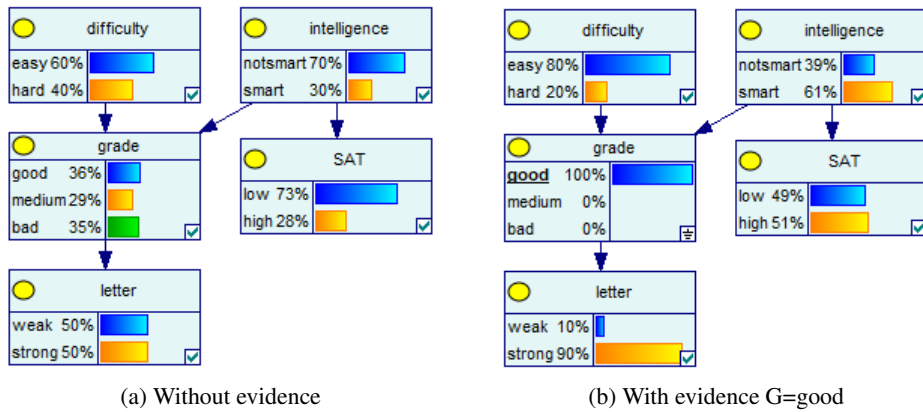 difficulty
easy 60%
hard 40%
intelligence
notsmart 70%
smart 30%
grade
good 36%
medium 29%
bad 35%
SAT
low 73%
high 28%
letter
weak 50%
strong 50%
(a) Without evidence
difficulty
easy 80%
hard 20%
intelligence
notsmart 39%
smart 61%
grade
good 100%
medium 0%
bad 0%
SAT
low 49%
high 51%
letter
weak 10%
strong 90%
(b) With evidence G=good